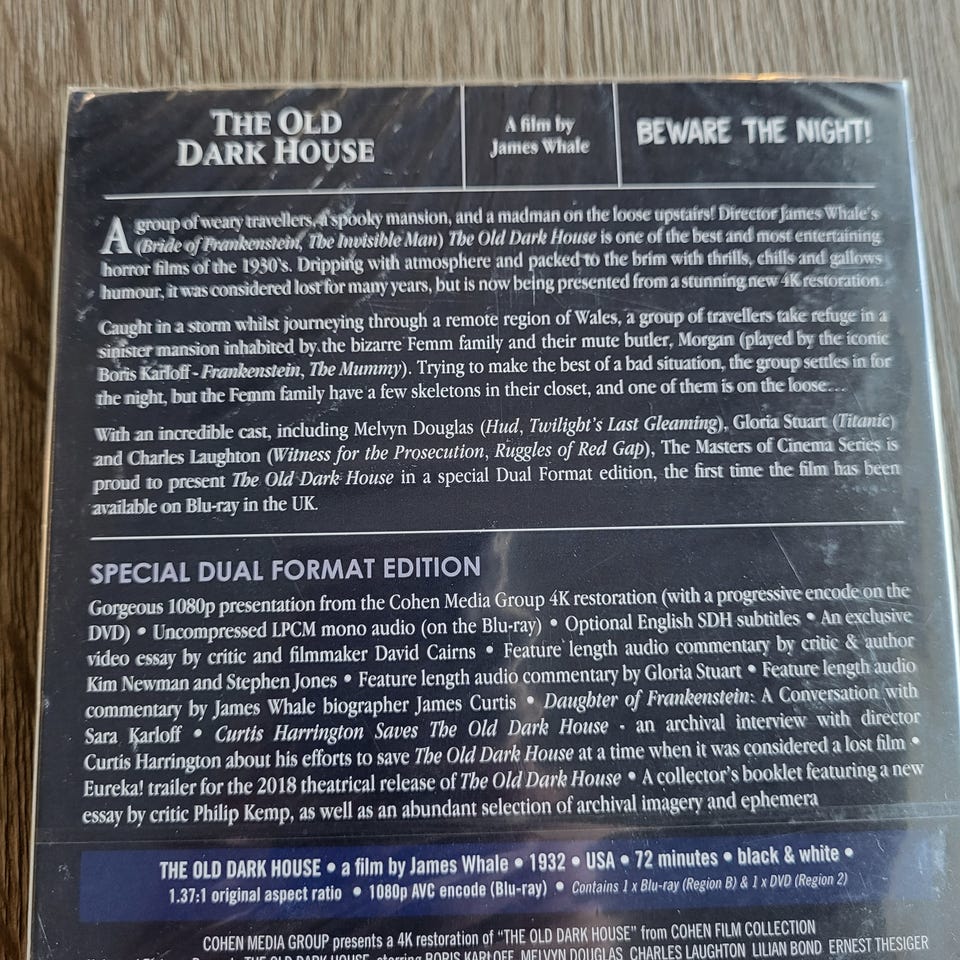 THE OLD
DARK HOUSE
A film by
James Whale
BEWARE THE NIGHT!
A group of weary travellers, a spooky mansion, and a madman on the loose upstairs! Director James Whale's
(Bride of Frankenstein, The Invisible Man) The Old Dark House is one of the best and most entertaining
horror films of the 1930's. Dripping with atmosphere and packed to the brim with thrills, chills and gallows
humour, it was considered lost for many years, but is now being presented from a stunning new 4K restoration.
Caught in a storm whilst journeying through a remote region of Wales, a group of travellers take refuge in a
sinister mansion inhabited by the bizarre Femm family and their mute butler, Morgan (played by the iconic
Boris Karloff - Frankenstein, The Mummy). Trying to make the best of a bad situation, the group settles in for
the night, but the Femm family have a few skeletons in their closet, and one of them is on the loose...
With an incredible cast, including Melvyn Douglas (Hud, Twilight's Last Gleaming), Gloria Stuart (Titanic)
and Charles Laughton (Witness for the Prosecution, Ruggles of Red Gap), The Masters of Cinema Series is
proud to present The Old Dark House in a special Dual Format edition, the first time the film has been
available on Blu-ray in the UK.
SPECIAL DUAL FORMAT EDITION
Gorgeous 1080p presentation from the Cohen Media Group 4K restoration (with a progressive encode on the
DVD) • Uncompressed LPCM mono audio (on the Blu-ray) • Optional English SDH subtitles • An exclusive
video essay by critic and filmmaker David Cairns • Feature length audio commentary by critic & author
Kim Newman and Stephen Jones • Feature length audio commentary by Gloria Stuart • Feature length audio
commentary by James Whale biographer James Curtis • Daughter of Frankenstein: A Conversation with
Sara Karloff • Curtis Harrington Saves The Old Dark House - an archival interview with director
Curtis Harrington about his efforts to save The Old Dark House at a time when it was considered a lost film •
Eureka! trailer for the 2018 theatrical release of The Old Dark House • A collector's booklet featuring a new
essay by critic Philip Kemp, as well as an abundant selection of archival imagery and ephemera
THE OLD DARK HOUSE • a film by James Whale • 1932 • USA • 72 minutes • black & white •
1.37:1 original aspect ratio • 1080p AVC encode (Blu-ray) • Contains 1 x Blu-ray (Region B) & 1 x DVD (Region 2)
COHEN MEDIA GROUP presents a 4K restoration of "THE OLD DARK HOUSE" from COHEN FILM COLLECTION
THE OLD DARK HOUSE starring BORIS KARLOFF MELVYN DOUGLAS CHARLES LAUGHTON LILIAN BOND ERNEST THESIGER